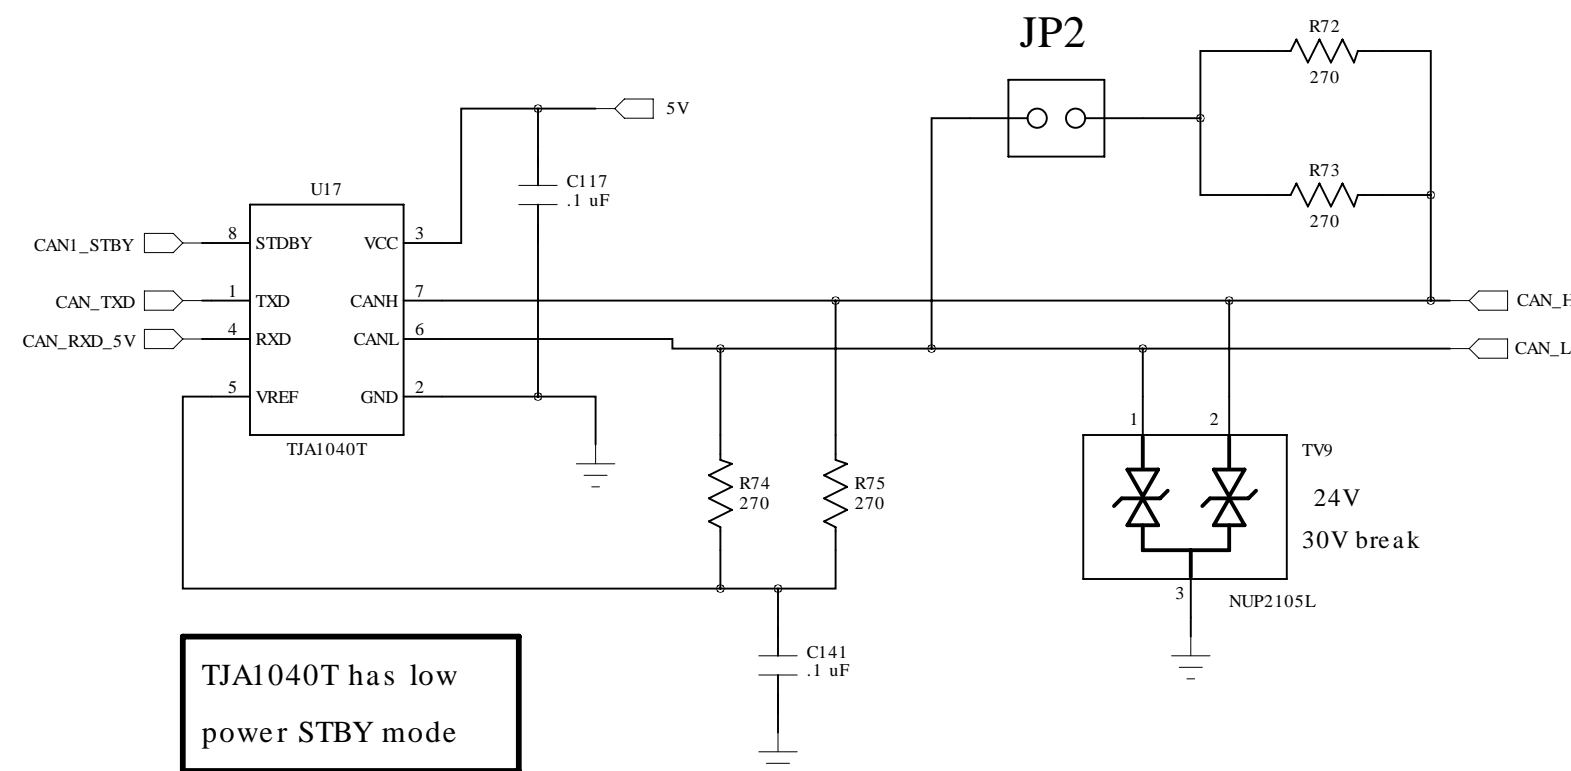 JP2
R72
270
5V
C117
.1 uF
R73
270
U17
CAN1_STBY
8
STDBY
VCC
3
CAN_TXD
1
TXD
CANH
7
CAN_H
CAN_RXD_5V
4
RXD
CANL
6
CAN_L
5
VREF
GND
2
TJA1040T
1
2
TV9
R74
270
R75
270
24V
30V break
3
NUP2105L
C141
.1 uF
TJA1040T has low
power STBY mode